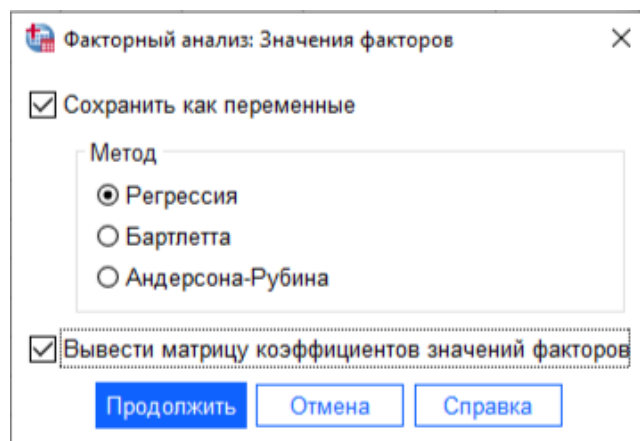 Факторный анализ: Значения факторов
Сохранить как переменные
Метод
Регрессия
Бартлетта
Андерсона-Рубина
Вывести матрицу коэффициентов значений факторов
Продолжить Отмена Справка